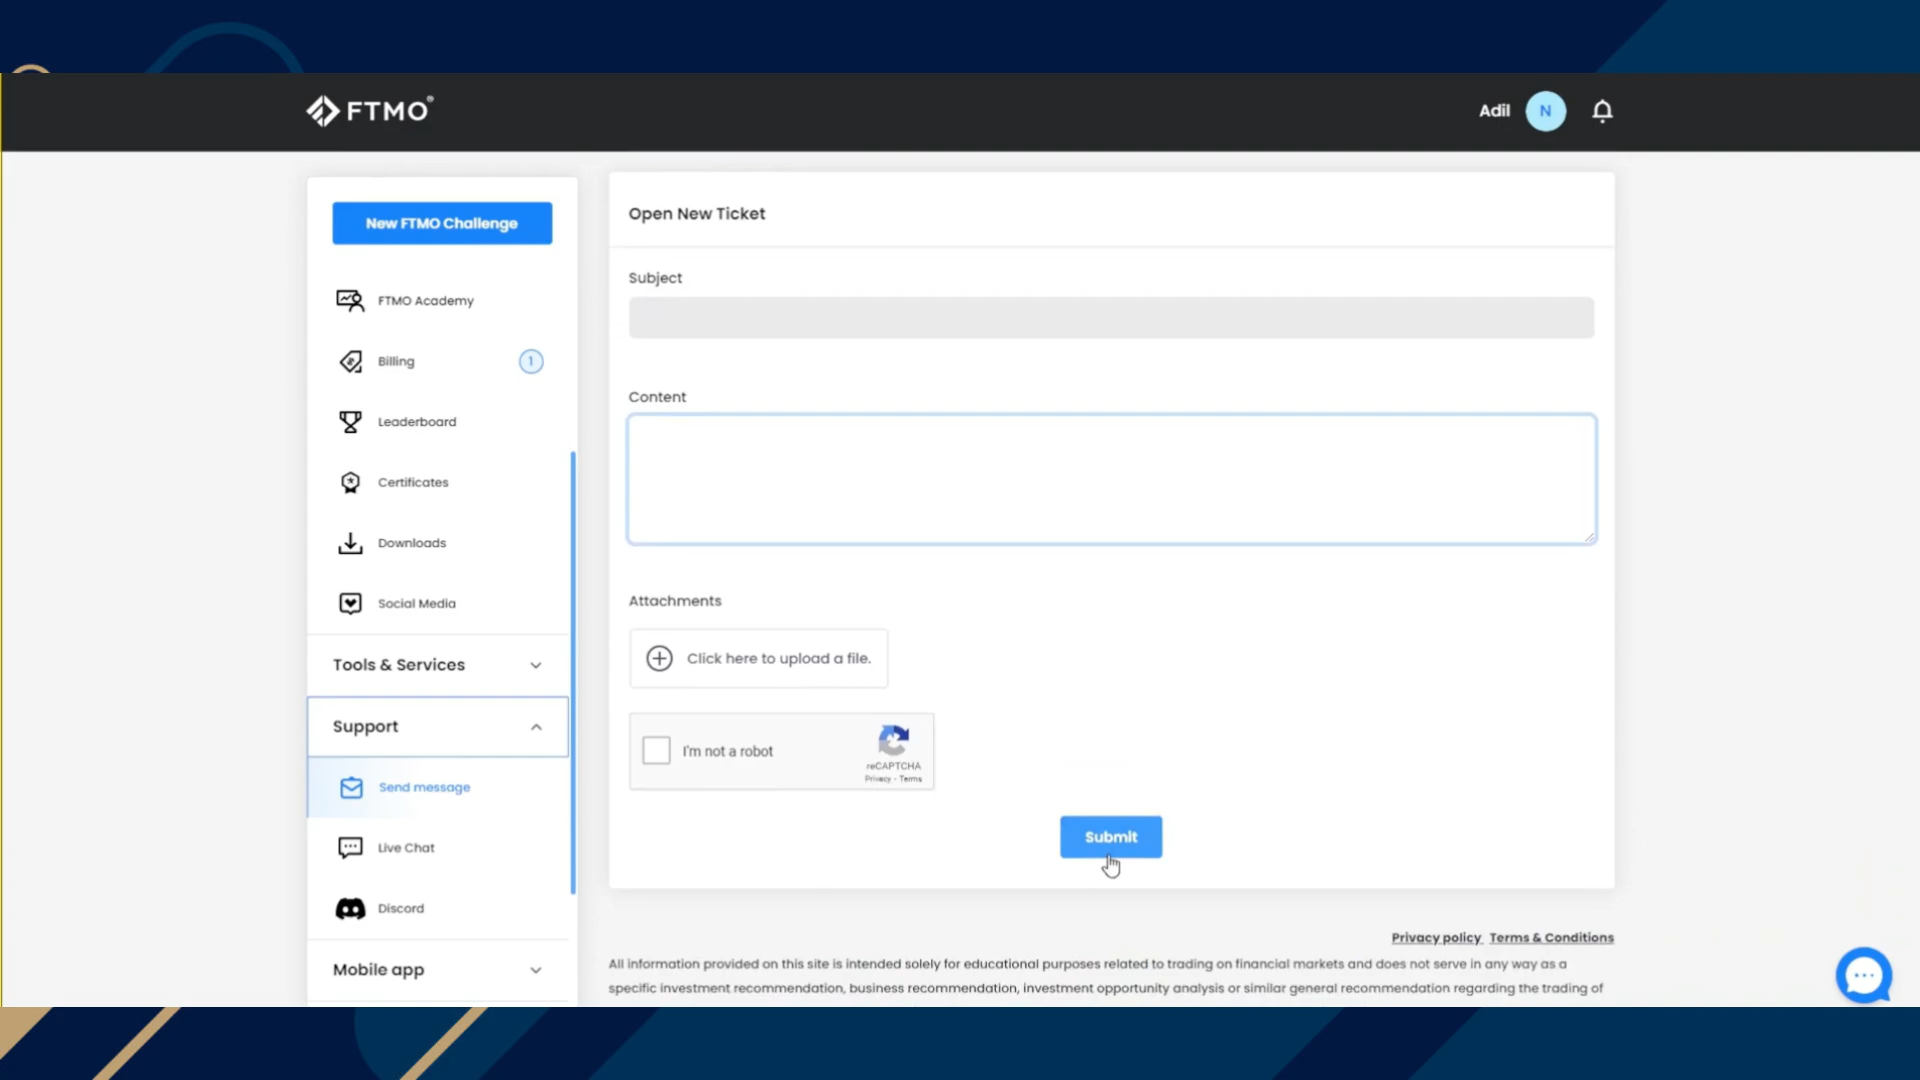 FTMO®
Adil
N
New FTMO Challenge
FTMO Academy
Billing
1
Leaderboard
Certificates
Downloads
Social Media
Tools & Services
Support
Send message
Live Chat
Discord
Mobile app
Open New Ticket
Subject
Content
Attachments
Click here to upload a file.
I'm not a robot
reCAPTCHA
Privacy - Terms
Submit
Privacy policy Terms & Conditions
All information provided on this site is intended solely for educational purposes related to trading on financial markets and does not serve in any way as a
specific investment recommendation, business recommendation, investment opportunity analysis or similar general recommendation regarding the trading of